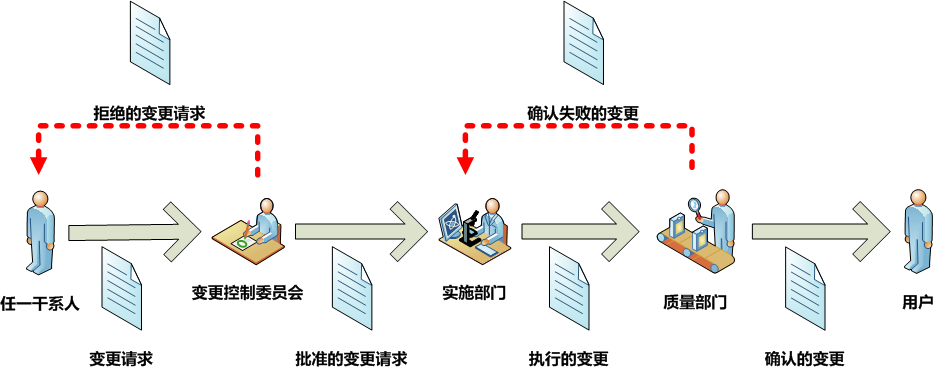 拒绝的变更请求
确认失败的变更
任一干系人
变更控制委员会
实施部门
质量部门
用户
变更请求
批准的变更请求
执行的变更
确认的变更